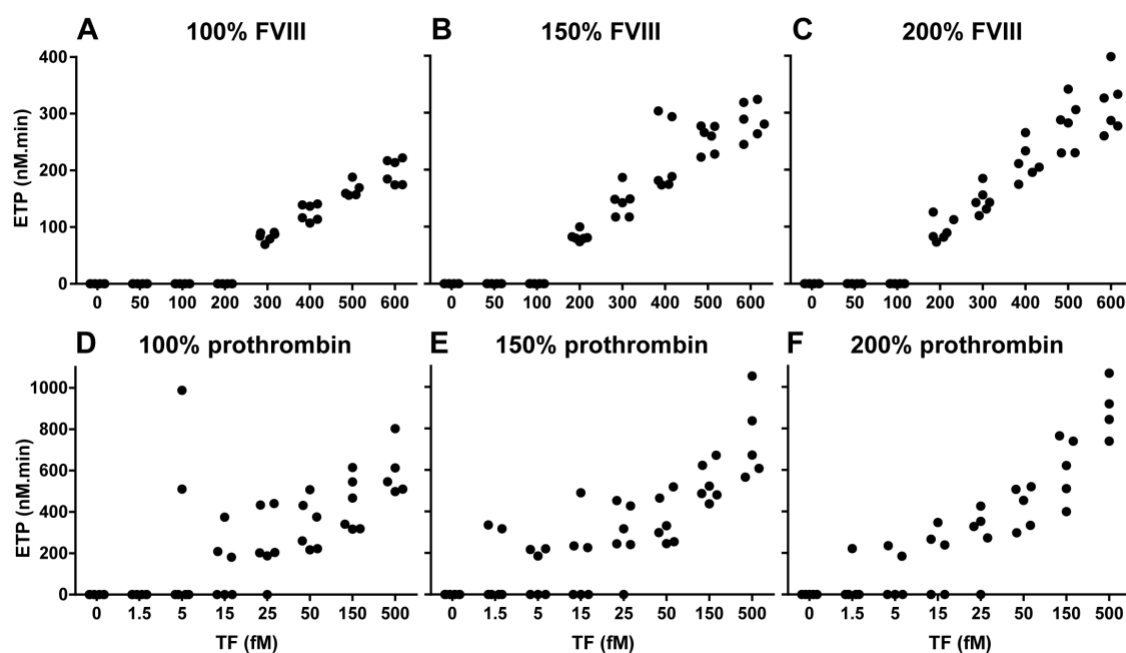 A 100% FVIII B 150% FVIII C 200% FVIII
400
300
200
100
0
ETP (nM.min)
0 50 100 200 300 400 500 600 0 50 100 200 300 400 500 600 0 50 100 200 300 400 500 600
D 100% prothrombin E 150% prothrombin F 200% prothrombin
1000
800
600
400
200
0
ETP (nM.min)
0 1.5 5 15 25 50 150 500 0 1.5 5 15 25 50 150 500 0 1.5 5 15 25 50 150 500
TF (fM) TF (fM) TF (fM)